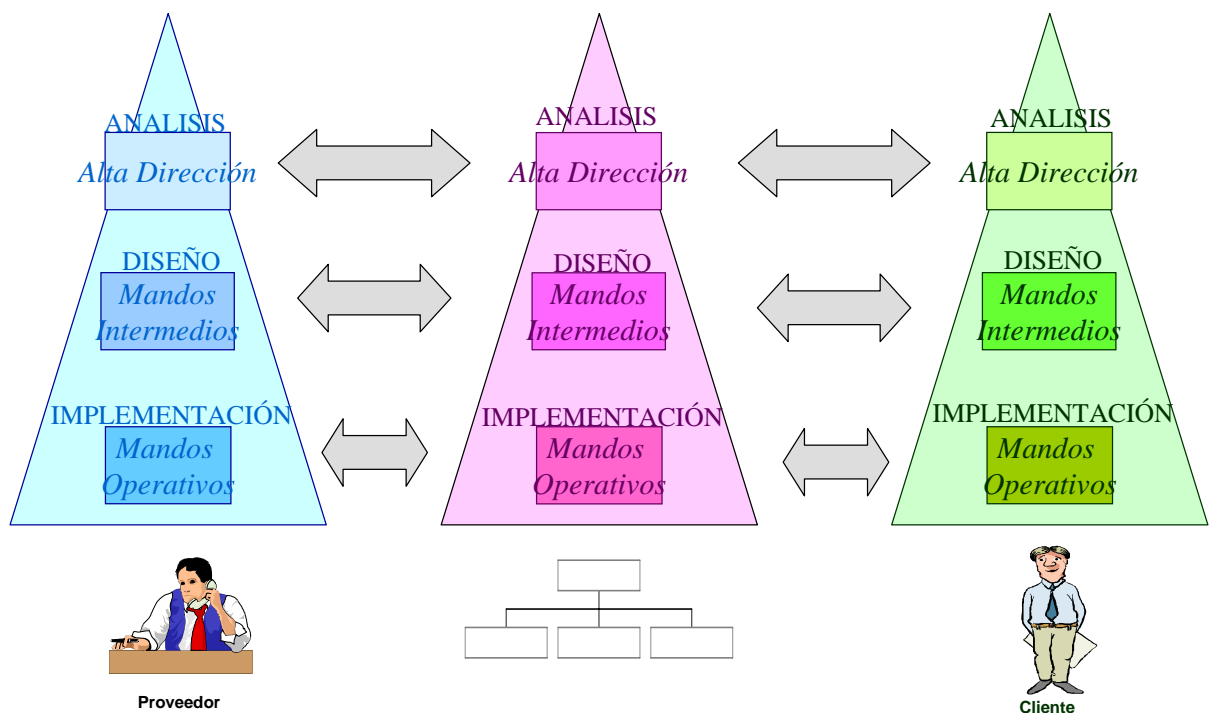 ANALISIS
Alta Dirección
DISEÑO
Mandos
Intermedios
IMPLEMENTACIÓN
Mandos
Operativos
Proveedor
ANALISIS
Alta Dirección
DISEÑO
Mandos
Intermedios
IMPLEMENTACIÓN
Mandos
Operativos
ANALISIS
Alta Dirección
DISEÑO
Mandos
Intermedios
IMPLEMENTACIÓN
Mandos
Operativos
Cliente